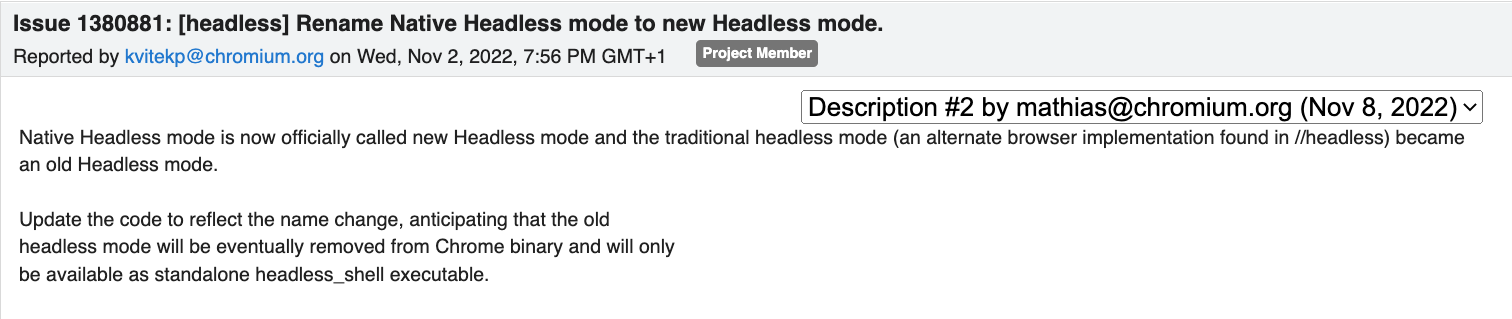 Issue 1380881: [headless] Rename Native Headless mode to new Headless mode.
Reported by kvitekp@chromium.org on Wed, Nov 2, 2022, 7:56 PM GMT+1 Project Member
Description #2 by mathias@chromium.org (Nov 8, 2022)
Native Headless mode is now officially called new Headless mode and the traditional headless mode (an alternate browser implementation found in //headless) became
an old Headless mode.
Update the code to reflect the name change, anticipating that the old
headless mode will be eventually removed from Chrome binary and will only
be available as standalone headless_shell executable.